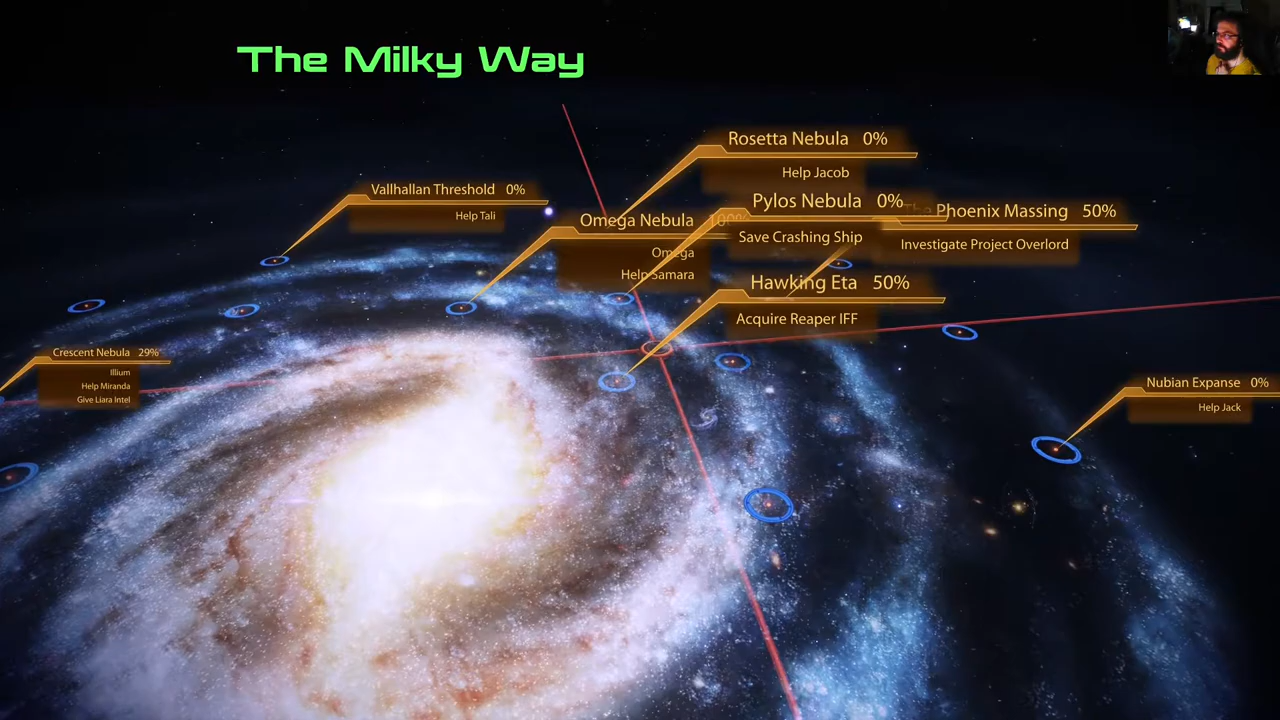 The Milky Way
Rosetta Nebula 0%
Help Jacob
Vallhallan Threshold 0%
Help Tali
Pylos Nebula 0%
Save Crashing Ship
The Phoenix Massing 50%
Investigate Project Overlord
Omega Nebula 100%
Omega
Help Samara
Hawking Eta 50%
Acquire Reaper IFF
Crescent Nebula 29%
Illium
Help Miranda
Give Liara Intel
Nubian Expanse 0%
Help Jack